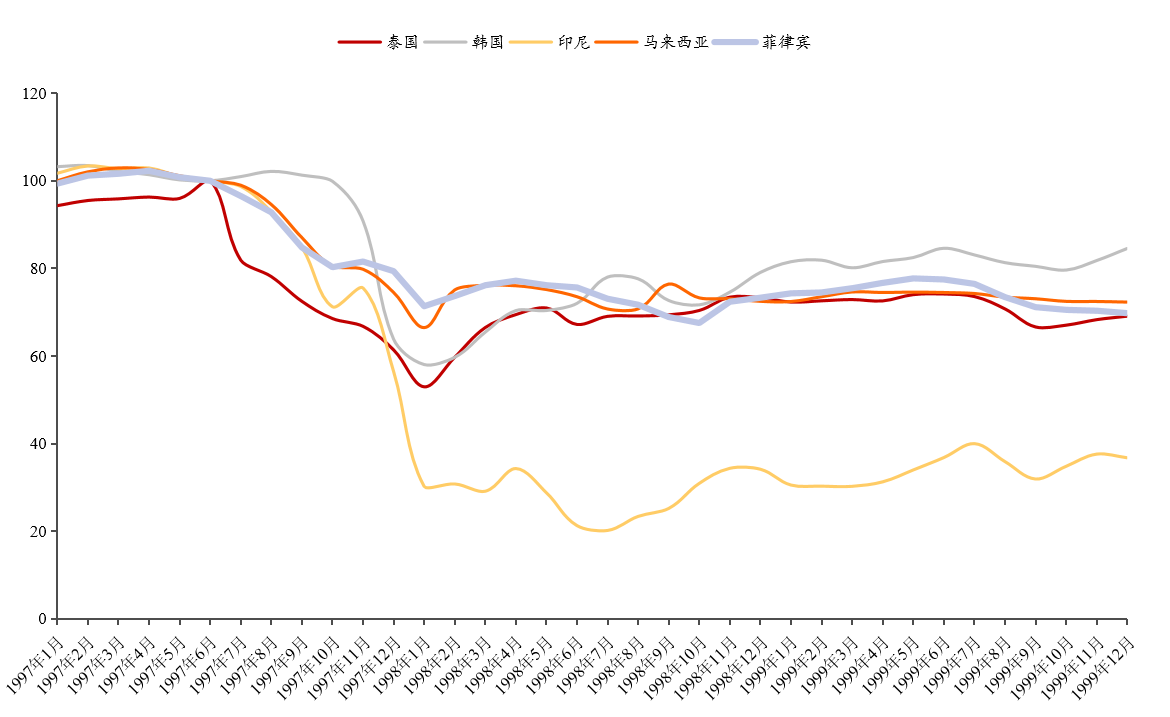 泰国 韩国 印尼 马来西亚 菲律宾
120
100
80
60
40
20
0
1997年1月
1997年2月
1997年3月
1997年4月
1997年5月
1997年6月
1997年7月
1997年8月
1997年9月
1997年10月
1997年11月
1997年12月
1998年1月
1998年2月
1998年3月
1998年4月
1998年5月
1998年6月
1998年7月
1998年8月
1998年9月
1998年10月
1998年11月
1998年12月
1999年1月
1999年2月
1999年3月
1999年4月
1999年5月
1999年6月
1999年7月
1999年8月
1999年9月
1999年10月
1999年11月
1999年12月